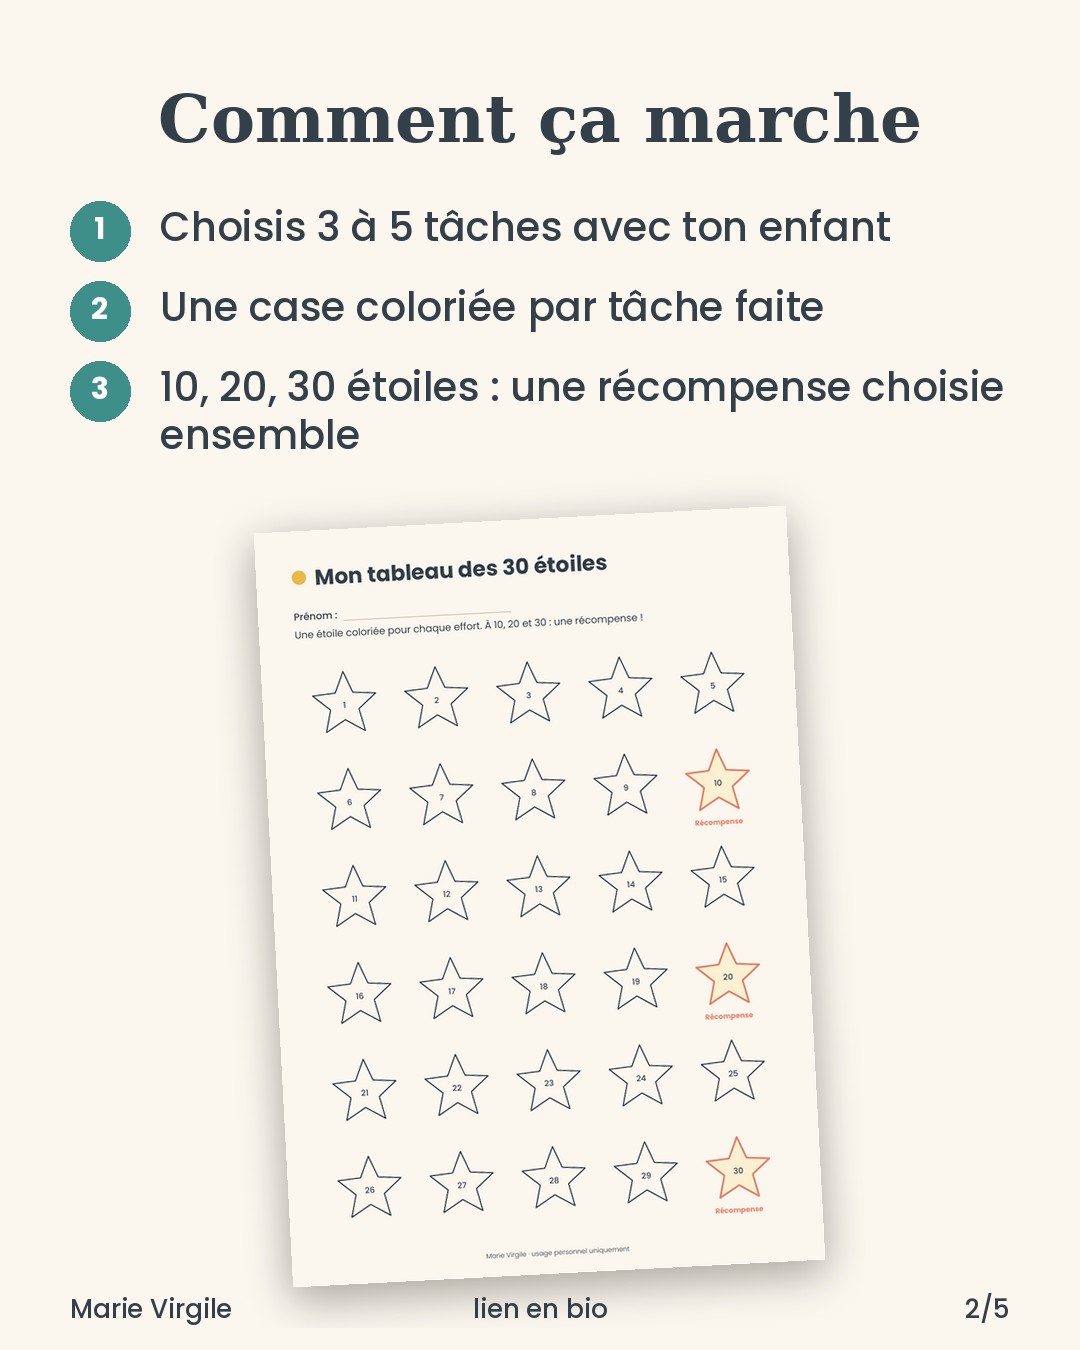 Comment ça marche
1 Choisis 3 à 5 tâches avec ton enfant
2 Une case coloriée par tâche faite
3 10, 20, 30 étoiles : une récompense choisie
ensemble
Mon tableau des 30 étoiles
Prénom :
Une étoile coloriée pour chaque effort. À 10, 20 et 30 : une récompense !
1 2 3 4 5
6 7 8 9 10
Récompense
11 12 13 14 15
16 17 18 19 20
Récompense
21 22 23 24 25
26 27 28 29 30
Récompense
Marie Virgile · usage personnel uniquement
Marie Virgile lien en bio 2/5